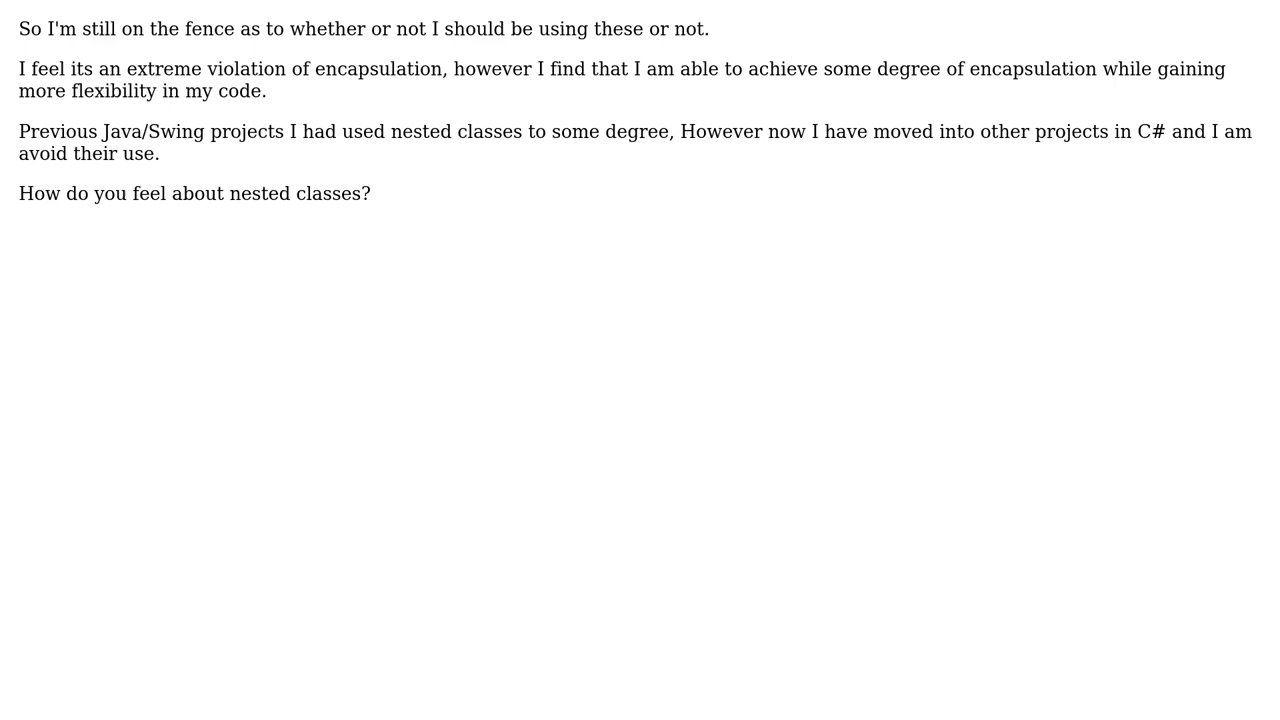 So I'm still on the fence as to whether or not I should be using these or not.
I feel its an extreme violation of encapsulation, however I find that I am able to achieve some degree of encapsulation while gaining
more flexibility in my code.
Previous Java/Swing projects I had used nested classes to some degree, However now I have moved into other projects in C# and I am
avoid their use.
How do you feel about nested classes?